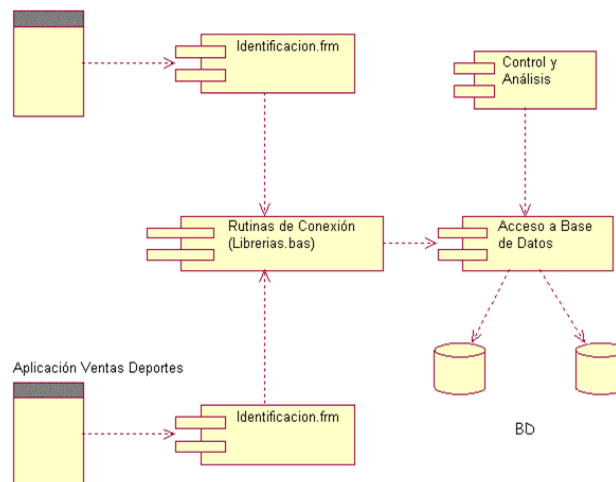 Identificacion.frm
Control y
Análisis
Rutinas de Conexión
(Librerias.bas)
Acceso a Base
de Datos
Aplicación Ventas Deportes
Identificacion.frm
BD